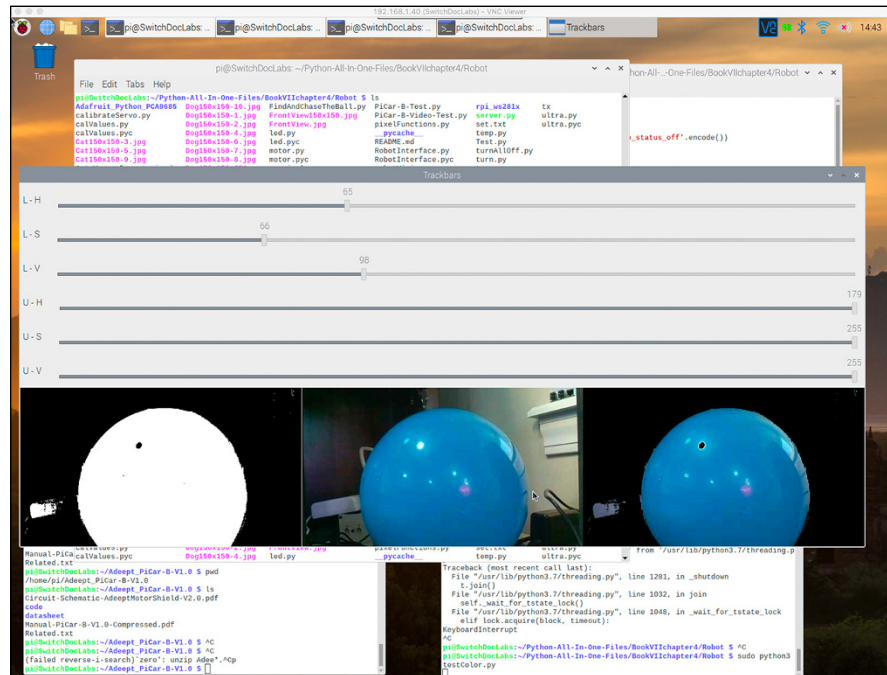 192.168.1.40 (SwitchDocLabs) - VNC Viewer
pi@SwitchDocLabs: ... pi@SwitchDocLabs: ... pi@SwitchDocLabs: ... pi@SwitchDocLabs: ... Trackbars 14:43
Trash
pi@SwitchDocLabs: ~/Python-All-In-One-Files/BookVIIchapter4/Robot
hon-All-...-One-Files/BookVIIchapter4/Robot
File Edit Tabs Help
pi@SwitchDocLabs:~/Python-All-In-One-Files/BookVIIchapter4/Robot $ ls
Adafruit_Python_PCA9685 Dog150x150-10.jpg FindAndChaseTheBall.py PiCar-B-Test.py rpi_ws281x tx
calibrateServo.py Dog150x150-1.jpg FrontView150x150.jpg PiCar-B-Video-Test.py server.py ultra.py
calValues.py Dog150x150-2.jpg FrontView.jpg pixelFunctions.py set.txt ultra.pyc
calValues.pyc Dog150x150-4.jpg led.py __pycache__ temp.py
Cat150x150-3.jpg Dog150x150-6.jpg led.pyc README.md Test.py
Cat150x150-5.jpg Dog150x150-7.jpg motor.py RobotInterface.py turnAllOff.py
Cat150x150-9.jpg Dog150x150-8.jpg motor.pyc RobotInterface.pyc turn.py
_status_off'.encode())
Trackbars
L - H 65
L - S 66
L - V 98
U - H 179
U - S 255
U - V 255
Manual-PiCa
Related.txt
calValues.pyc Dog150x150-4.jpg led.py __pycache__ temp.py ultra.pyc
pi@SwitchDocLabs:~/Adeept_PiCar-B-V1.0 $ pwd
/home/pi/Adeept_PiCar-B-V1.0
pi@SwitchDocLabs:~/Adeept_PiCar-B-V1.0 $ ls
Circuit-Schematic-AdeptMotorShield-V2.0.pdf
code
datasheet
Manual-PiCar-B-V1.0-Compressed.pdf
Related.txt
pi@SwitchDocLabs:~/Adeept_PiCar-B-V1.0 $ ^C
pi@SwitchDocLabs:~/Adeept_PiCar-B-V1.0 $ ^C
(failed reverse-i-search)`zero': unzip Adee*.^Cp
pi@SwitchDocLabs:~/Adeept_PiCar-B-V1.0 $
from '/usr/lib/python3.7/threading.p
Traceback (most recent call last):
File "/usr/lib/python3.7/threading.py", line 1281, in _shutdown
t.join()
File "/usr/lib/python3.7/threading.py", line 1032, in join
self._wait_for_tstate_lock()
File "/usr/lib/python3.7/threading.py", line 1048, in _wait_for_tstate_lock
elif lock.acquire(block, timeout):
KeyboardInterrupt
^C
pi@SwitchDocLabs:~/Python-All-In-One-Files/BookVIIchapter4/Robot $ ^C
pi@SwitchDocLabs:~/Python-All-In-One-Files/BookVIIchapter4/Robot $ sudo python3
testColor.py